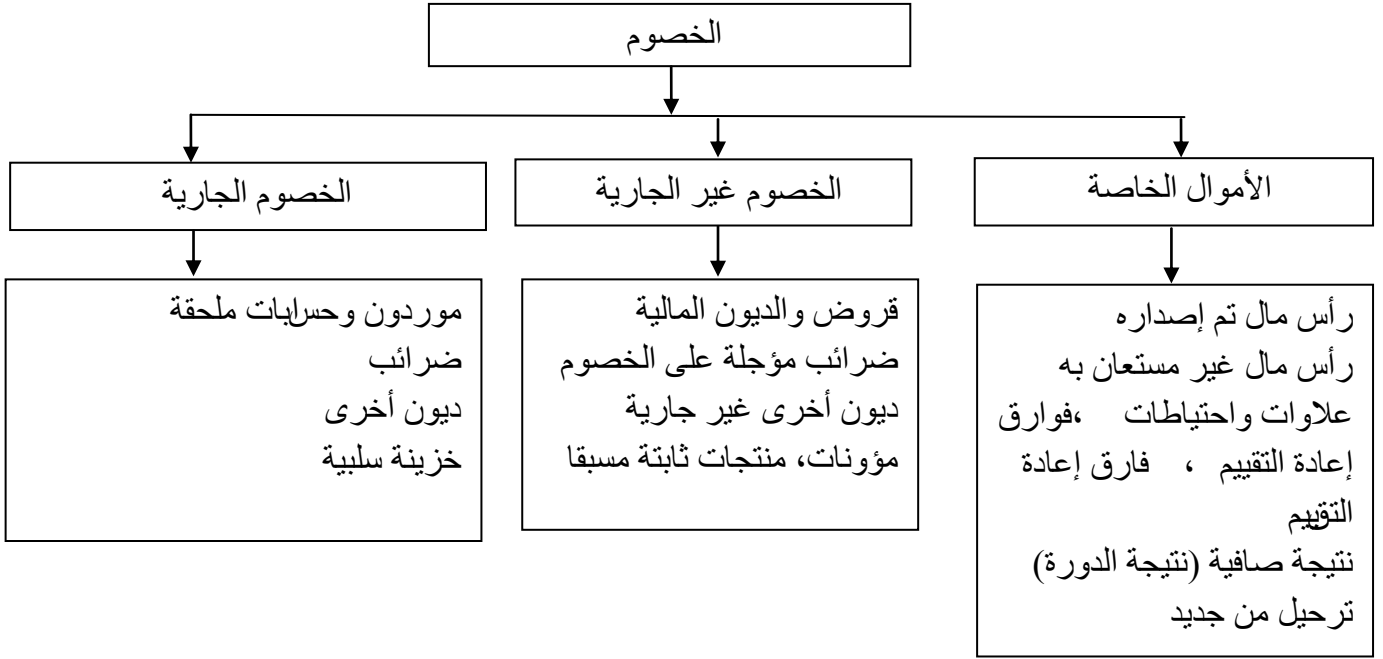 الخصوم
الأموال الخاصة
الخصوم غير الجارية
الخصوم الجارية
رأس مال تم إصداره
رأس مال غير مستعان به
علاوات واحتياطات ،فوارق
إعادة التقييم ، فارق إعادة
التقييم
نتيجة صافية (نتيجة الدورة)
ترحيل من جديد
قروض والديون المالية
ضرائب مؤجلة على الخصوم
ديون أخرى غير جارية
مؤونات، منتجات ثابتة مسبقا
موردون وحسابات ملحقة
ضرائب
ديون أخرى
خزينة سلبية